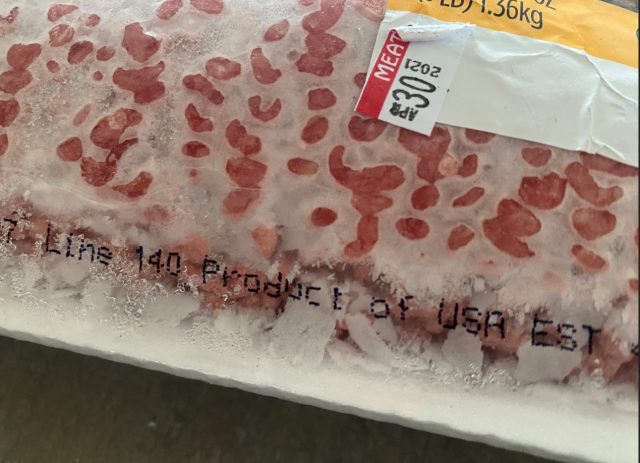 LB) 1.36kg
MEAT
APR
30
2021
Line 140 Product of USA EST